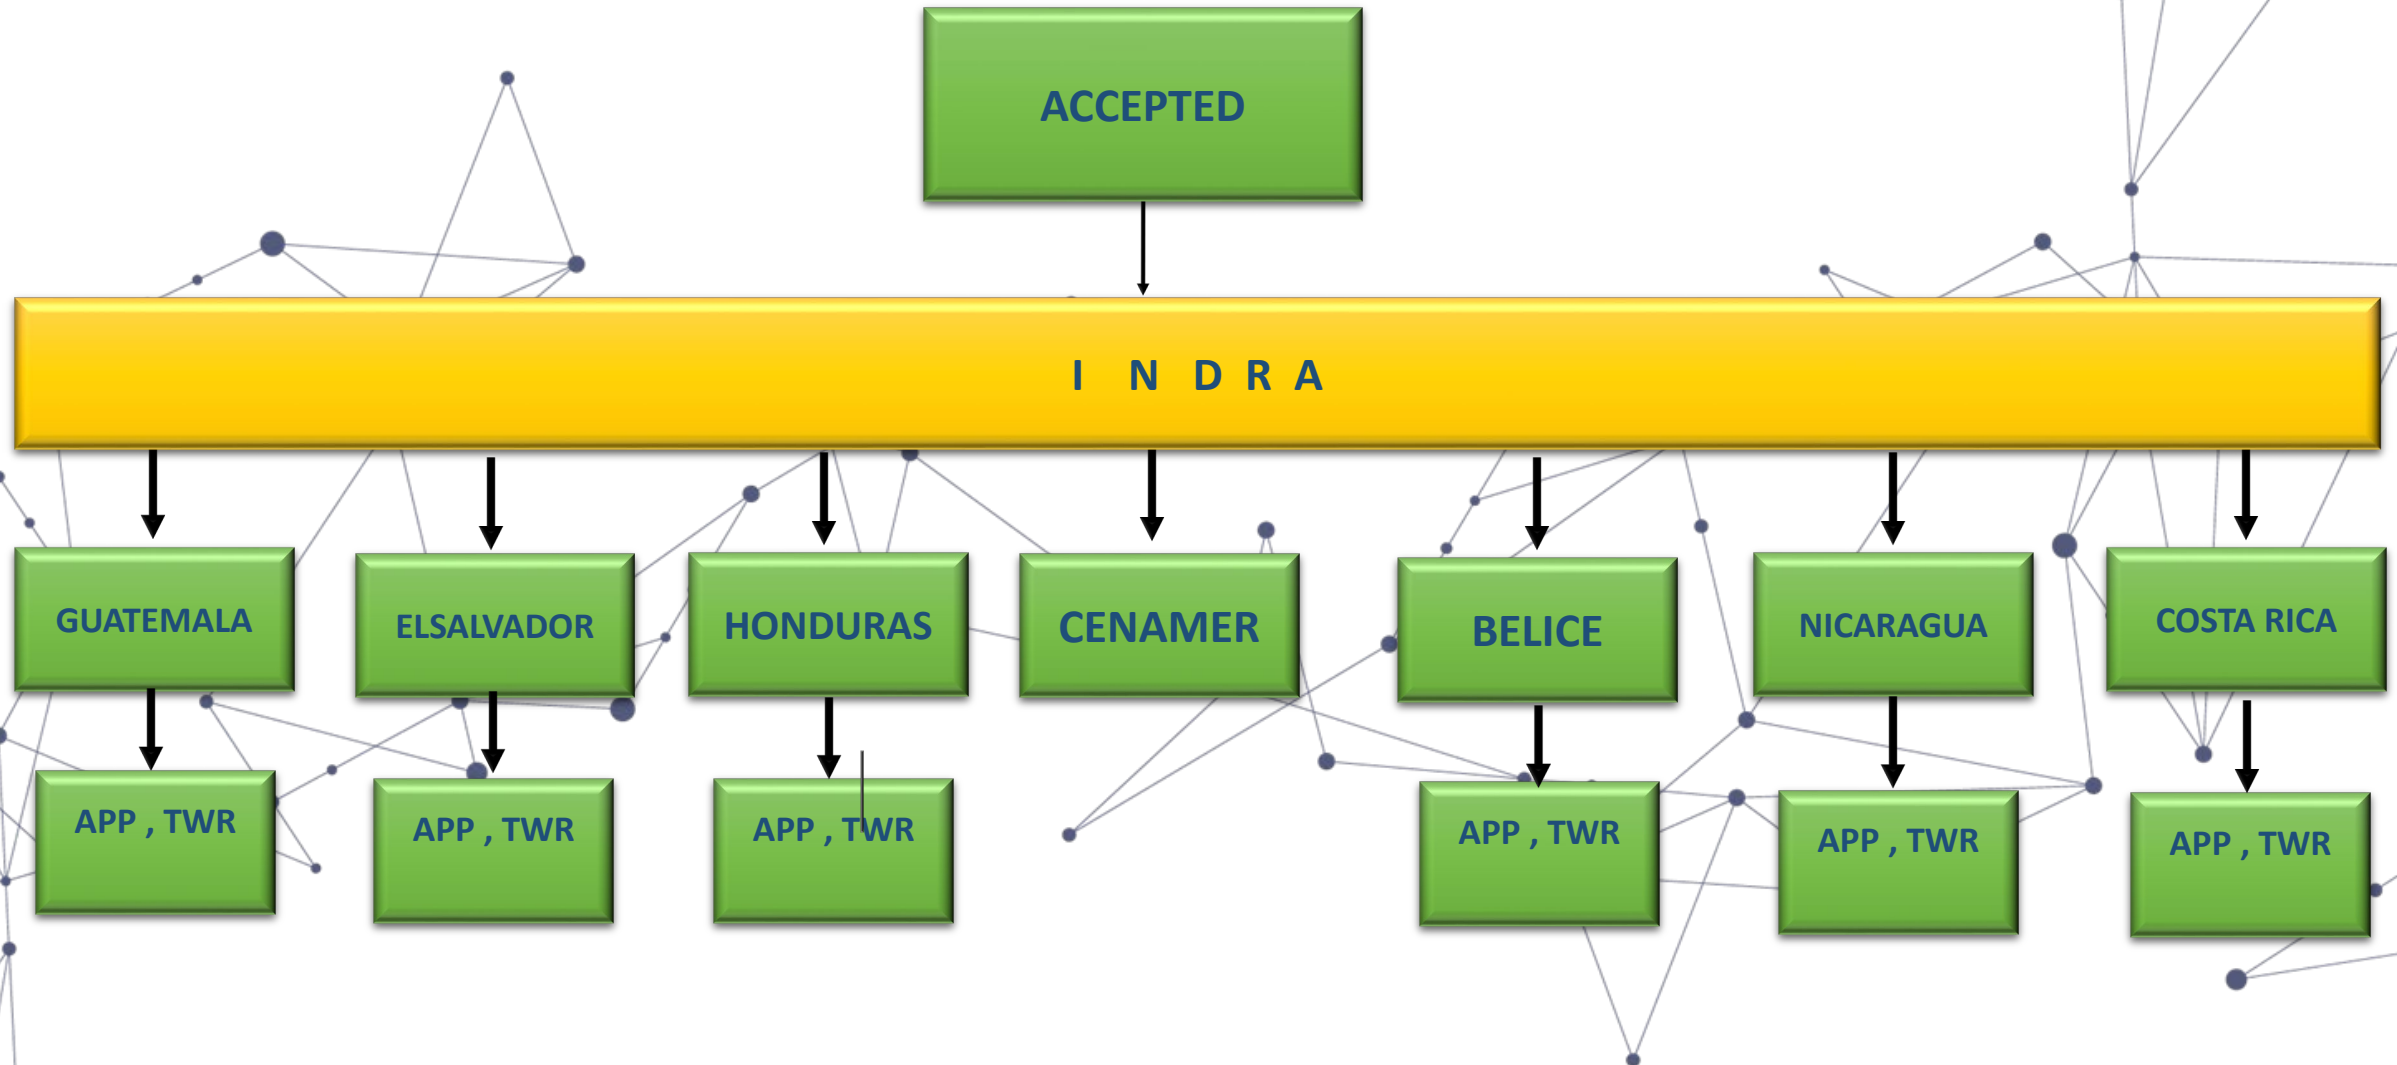 ACCEPTED
I N D R A
GUATEMALA
ELSALVADOR
HONDURAS
CENAMER
BELICE
NICARAGUA
COSTA RICA
APP , TWR
APP , TWR
APP , TWR
APP , TWR
APP , TWR
APP , TWR